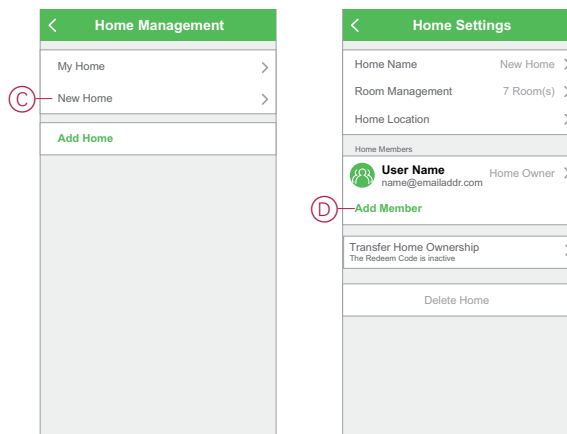 Home Management
My Home
C
New Home
Add Home
Home Settings
Home Name New Home
Room Management 7 Room(s)
Home Location
Home Members
User Name
Home Owner
name@emailaddr.com
D
Add Member
Transfer Home Ownership
The Redeem Code is inactive
Delete Home